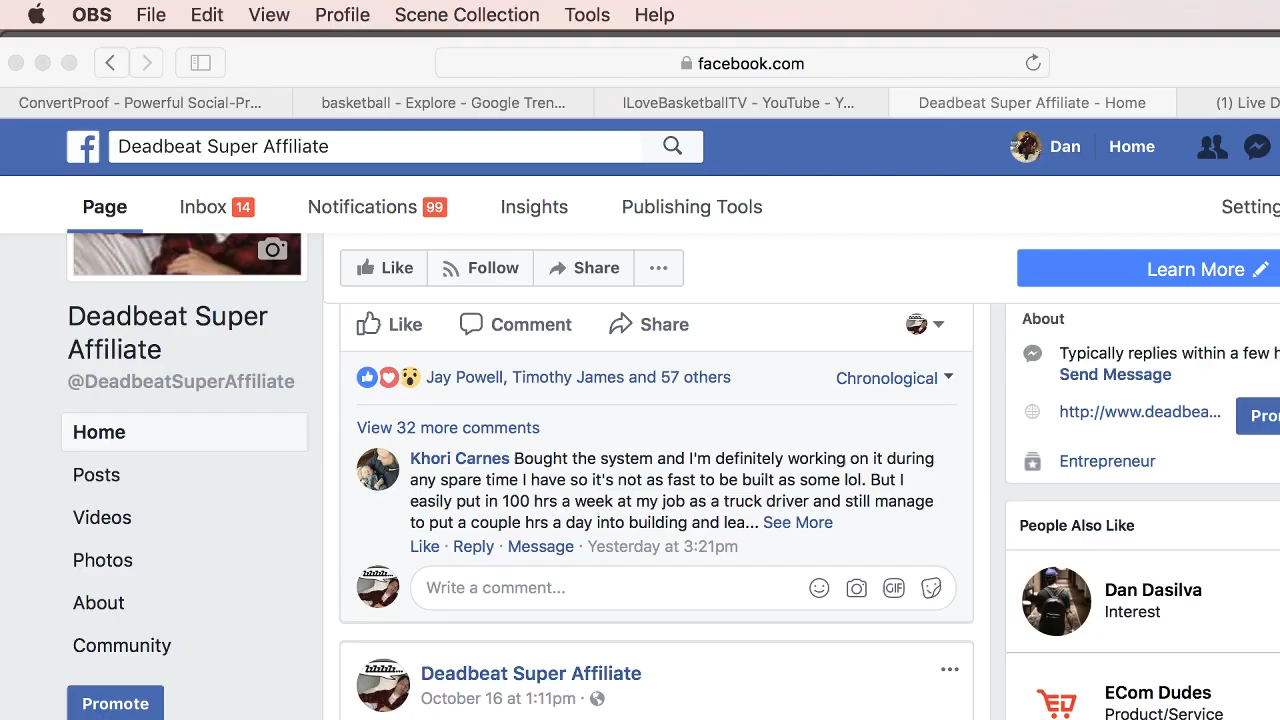 OBS File Edit View Profile Scene Collection Tools Help
facebook.com
ConvertProof - Powerful Social-Pr... basketball - Explore - Google Tren... ILoveBasketballTV - YouTube - Y... Deadbeat Super Affiliate - Home (1) Live D
Deadbeat Super Affiliate Dan Home
Page Inbox 14 Notifications 99 Insights Publishing Tools Setting
Like Follow Share ... Learn More
Deadbeat Super
Affiliate
@DeadbeatSuperAffiliate
Home
Posts
Videos
Photos
About
Community
Promote
Like Comment Share
Jay Powell, Timothy James and 57 others Chronological
View 32 more comments
Khori Carnes Bought the system and I'm definitely working on it during
any spare time I have so it's not as fast to be built as some lol. But I
easily put in 100 hrs a week at my job as a truck driver and still manage
to put a couple hrs a day into building and lea... See More
Like · Reply · Message · Yesterday at 3:21pm
Write a comment... GIF
Deadbeat Super Affiliate
October 16 at 1:11pm ·
About
Typically replies within a few h
Send Message
http://www.deadbea... Pro
Entrepreneur
People Also Like
Dan Dasilva
Interest
ECom Dudes
Product/Service